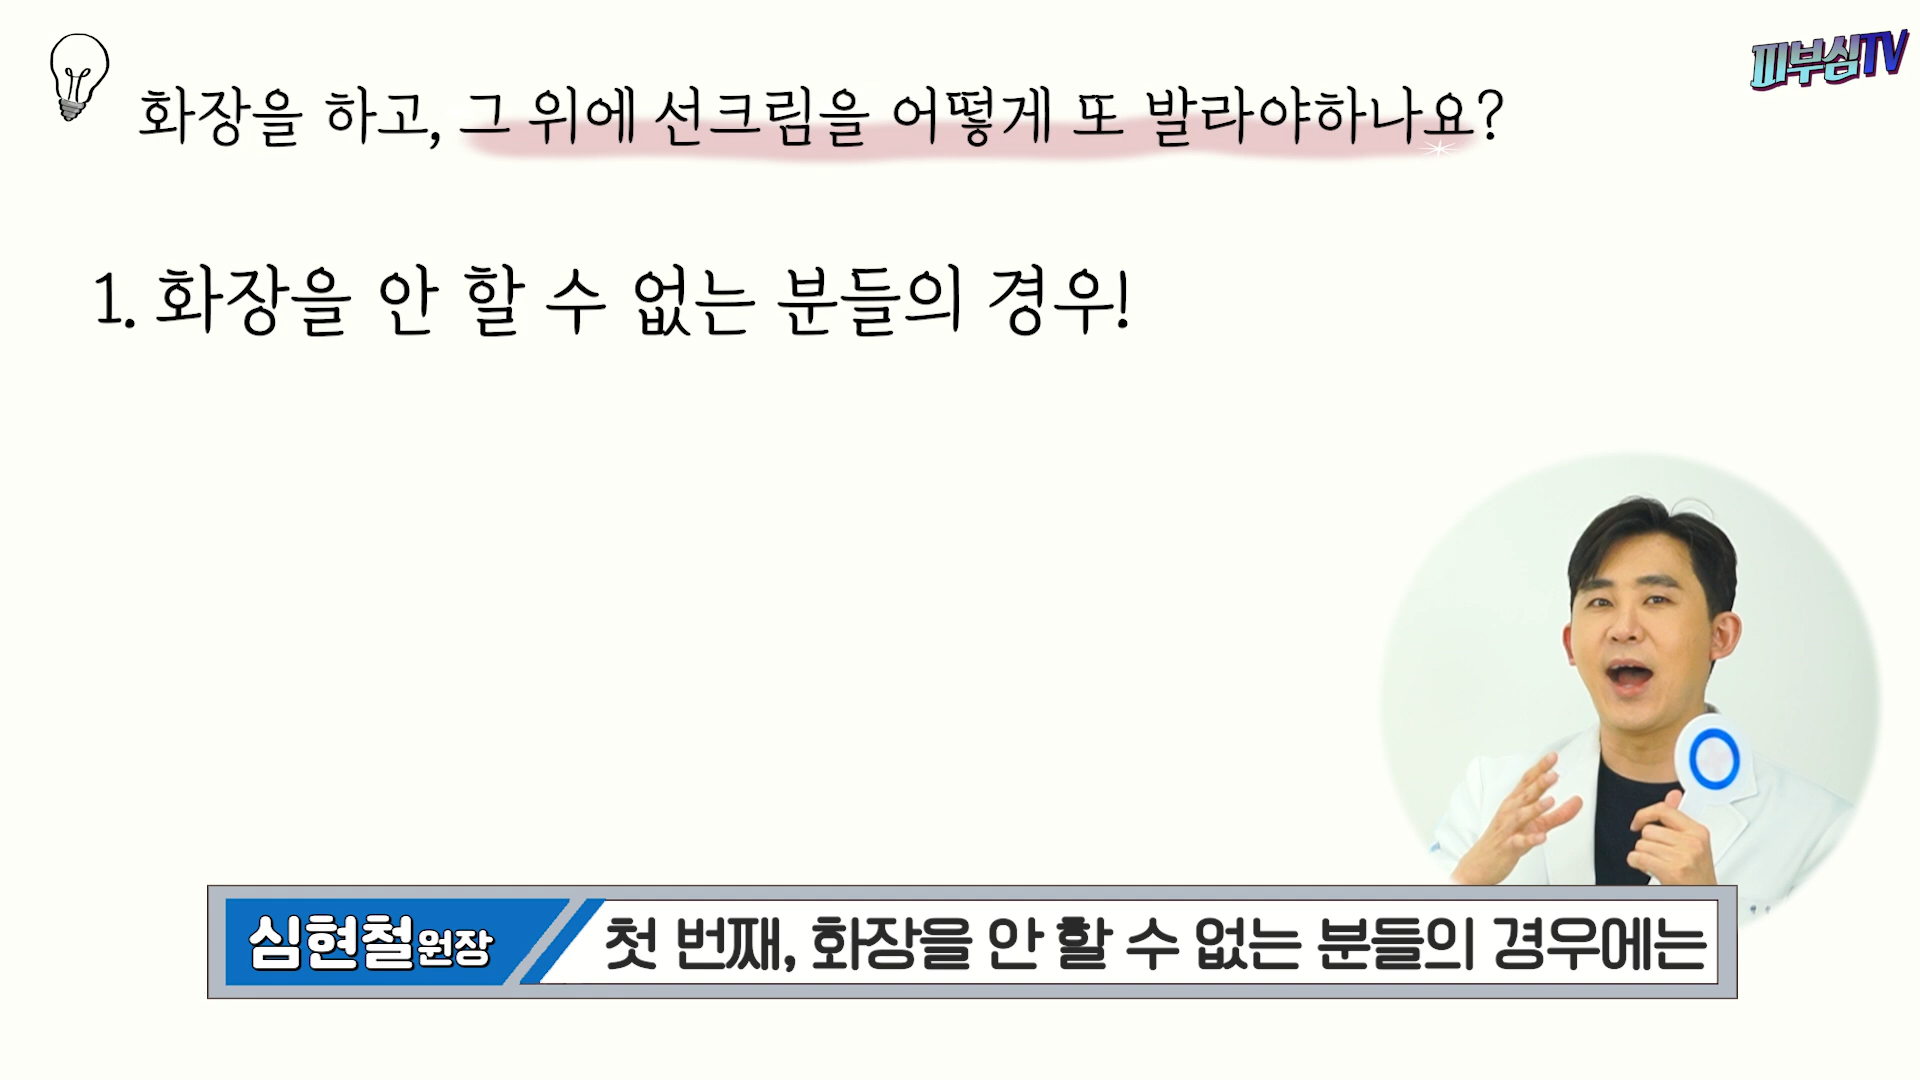 화장을 하고, 그 위에 선크림을 어떻게 또 발라야하나요?
피부심TV
1. 화장을 안 할 수 없는 분들의 경우!
심현철원장 첫 번째, 화장을 안 할 수 없는 분들의 경우에는